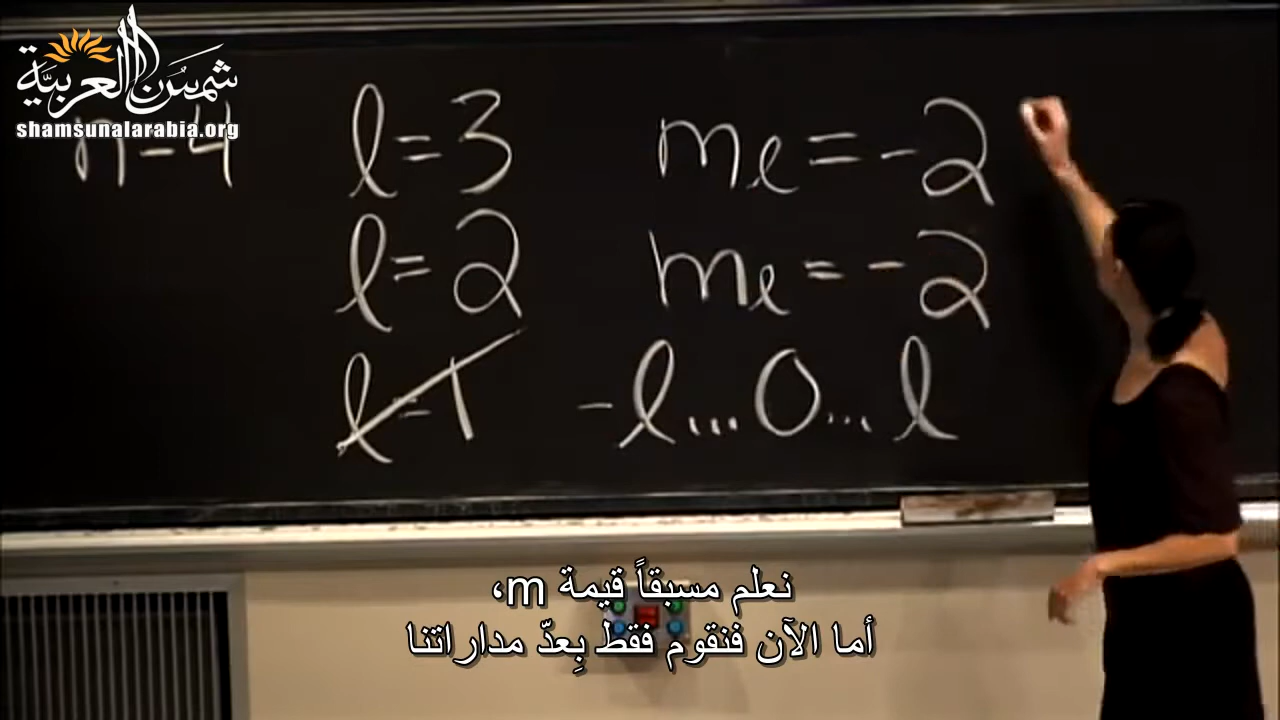 شمس العربية
shamsunalarabia.org
n=4 l=3 mₗ=-2
l=2 mₗ=-2
l=1 -l...0...l
نعلم مسبقاً قيمة m،
أما الآن فنقوم فقط بِعدّ مداراتنا